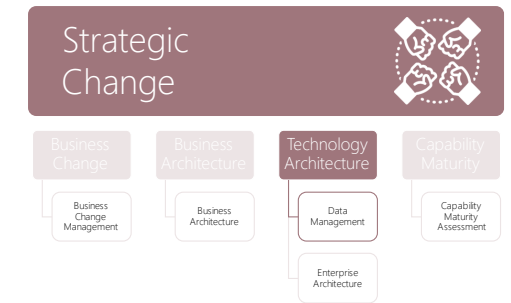 Strategic
Change
Business
Change
Business
Architecture
Technology
Architecture
Capability
Maturity
Business
Change
Management
Business
Architecture
Data
Management
Capability
Maturity
Assessment
Enterprise
Architecture